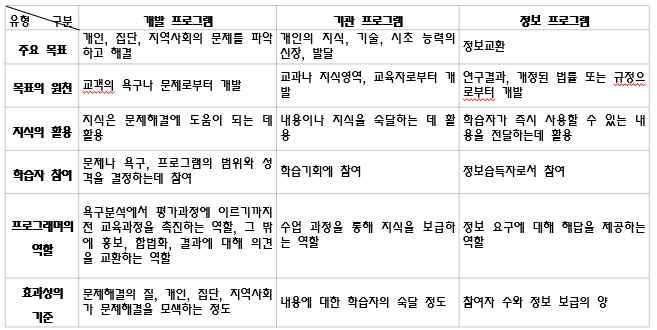 유형 구분
개발 프로그램
기관 프로그램
정보 프로그램
주요 목표
개인, 집단, 지역사회의 문제를 파악
하고 해결
개인의 지식, 기술, 시초 능력의
신장, 발달
정보교환
목표의 원천
교객의 욕구나 문제로부터 개발
교과나 지식영역, 교육자로부터 개
발
연구결과, 개정된 법률 또는 규정으
로부터 개발
지식의 활용
지식은 문제해결에 도움이 되는 데
활용
내용이나 지식을 숙달하는 데 활
용
학습자가 즉시 사용할 수 있는 내
용을 전달하는데 활용
학습자 참여
문제나 욕구, 프로그램의 범위와 성
격을 결정하는데 참여
학습기회에 참여
정보습득자로서 참여
프로그래머의
역할
욕구분석에서 평가과정에 이르기까지
전 교육과정을 촉진하는 역할, 그 밖
에 홍보, 합법화, 결과에 대해 의견
을 교환하는 역할
수업 과정을 통해 지식을 보급하
는 역할
정보 요구에 대해 해답을 제공하는
역할
효과성의
기준
문제해결의 질, 개인, 집단, 지역사회
가 문제해결을 모색하는 정도
내용에 대한 학습자의 숙달 정도
참여자 수와 정보 보급의 양